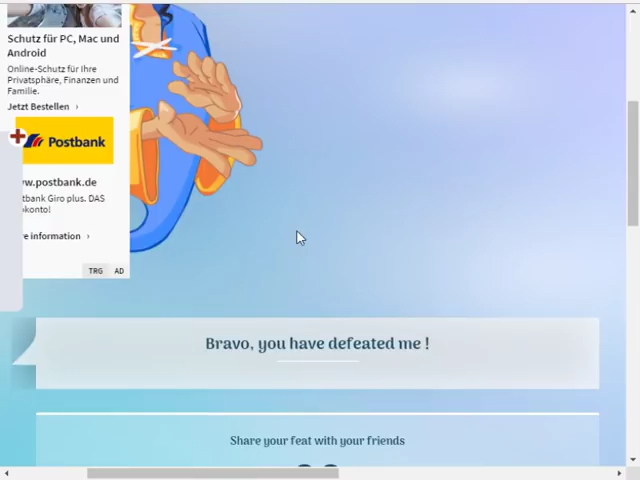 Schutz für PC, Mac und
Android
Online-Schutz für Ihre
Privatsphäre, Finanzen und
Familie.
Jetzt Bestellen ›
Postbank
w.postbank.de
tbank Giro plus. DAS
okonto!
re information ›
TRG AD
Bravo, you have defeated me !
Share your feat with your friends